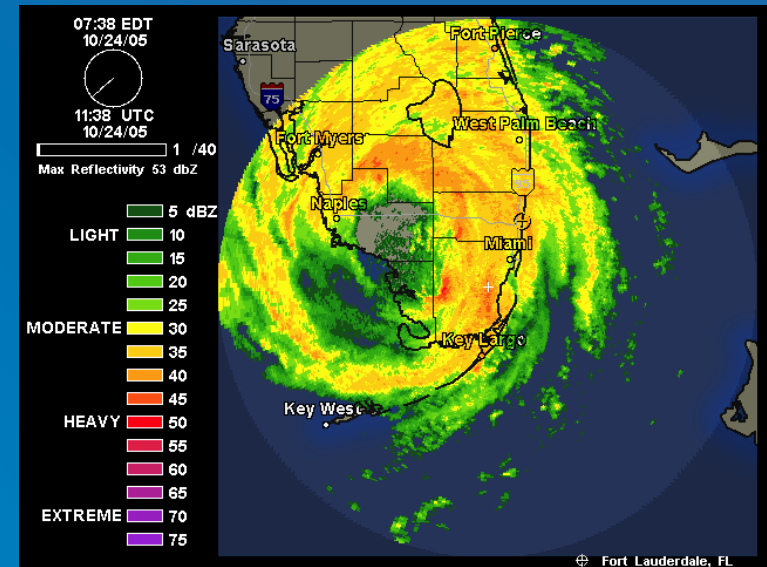 07:38 EDT
10/24/05
11:38 UTC
10/24/05
1 /40
Max Reflectivity 53 dbZ
5 dBZ
LIGHT 10
15
20
25
MODERATE 30
35
40
45
HEAVY 50
55
60
65
EXTREME 70
75
Fort Pierce
Sarasota
75
West Palm Beach
Fort Myers
Naples
Miami
Key Largo
Key West
Fort Lauderdale, FL